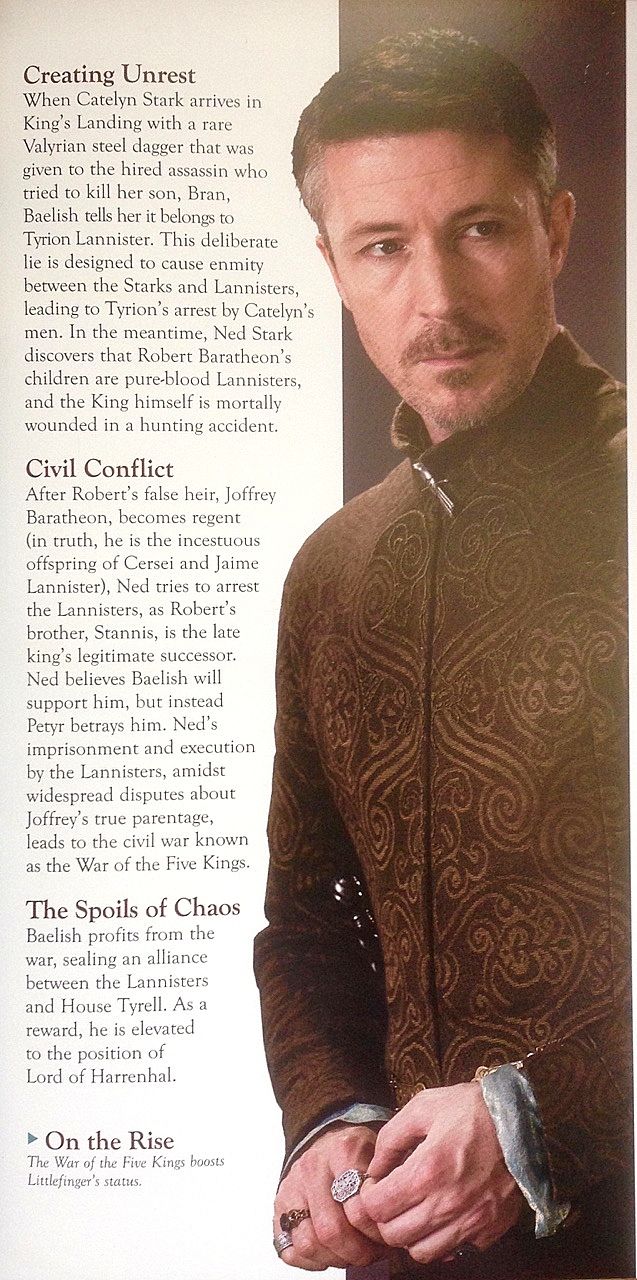 Creating Unrest
When Catelyn Stark arrives in
King's Landing with a rare
Valyrian steel dagger that was
given to the hired assassin who
tried to kill her son, Bran,
Baelish tells her it belongs to
Tyrion Lannister. This deliberate
lie is designed to cause enmity
between the Starks and Lannisters,
leading to Tyrion's arrest by Catelyn's
men. In the meantime, Ned Stark
discovers that Robert Baratheon's
children are pure-blood Lannisters,
and the King himself is mortally
wounded in a hunting accident.
Civil Conflict
After Robert's false heir, Joffrey
Baratheon, becomes regent
(in truth, he is the incestuous
offspring of Cersei and Jaime
Lannister), Ned tries to arrest
the Lannisters, as Robert's
brother, Stannis, is the late
king's legitimate successor.
Ned believes Baelish will
support him, but instead
Petyr betrays him. Ned's
imprisonment and execution
by the Lannisters, amidst
widespread disputes about
Joffrey's true parentage,
leads to the civil war known
as the War of the Five Kings.
The Spoils of Chaos
Baelish profits from the
war, sealing an alliance
between the Lannisters
and House Tyrell. As a
reward, he is elevated
to the position of
Lord of Harrenhal.
On the Rise
The War of the Five Kings boosts
Littlefinger's status.